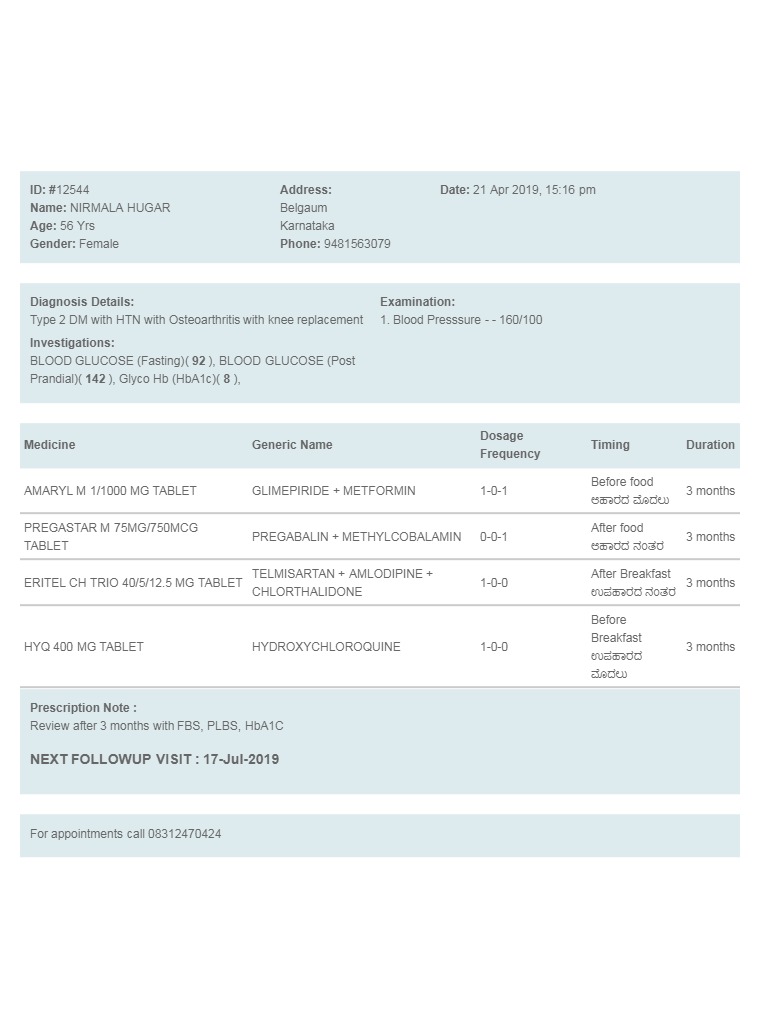 ID: #12544
Name: NIRMALA HUGAR
Age: 56 Yrs
Gender: Female
Address:
Belgaum
Karnataka
Phone: 9481563079
Date: 21 Apr 2019, 15:16 pm
Diagnosis Details:
Type 2 DM with HTN with Osteoarthritis with knee replacement
Investigations:
BLOOD GLUCOSE (Fasting)( 92 ), BLOOD GLUCOSE (Post
Prandial)( 142 ), Glyco Hb (HbA1c)( 8 ),
Examination:
1. Blood Presssure - - 160/100
Medicine Generic Name Dosage Frequency Timing Duration
AMARYL M 1/1000 MG TABLET GLIMEPIRIDE + METFORMIN 1-0-1 Before food ಅಹಾರದ ಮೊದಲು 3 months
PREGASTAR M 75MG/750MCG TABLET PREGABALIN + METHYLCOBALAMIN 0-0-1 After food ಅಹಾರದ ನಂತರ 3 months
ERITEL CH TRIO 40/5/12.5 MG TABLET TELMISARTAN + AMLODIPINE + CHLORTHALIDONE 1-0-0 After Breakfast ಉಪಹಾರದ ನಂತರ 3 months
HYQ 400 MG TABLET HYDROXYCHLOROQUINE 1-0-0 Before Breakfast ಉಪಹಾರದ ಮೊದಲು 3 months
Prescription Note :
Review after 3 months with FBS, PLBS, HbA1C
NEXT FOLLOWUP VISIT : 17-Jul-2019
For appointments call 08312470424